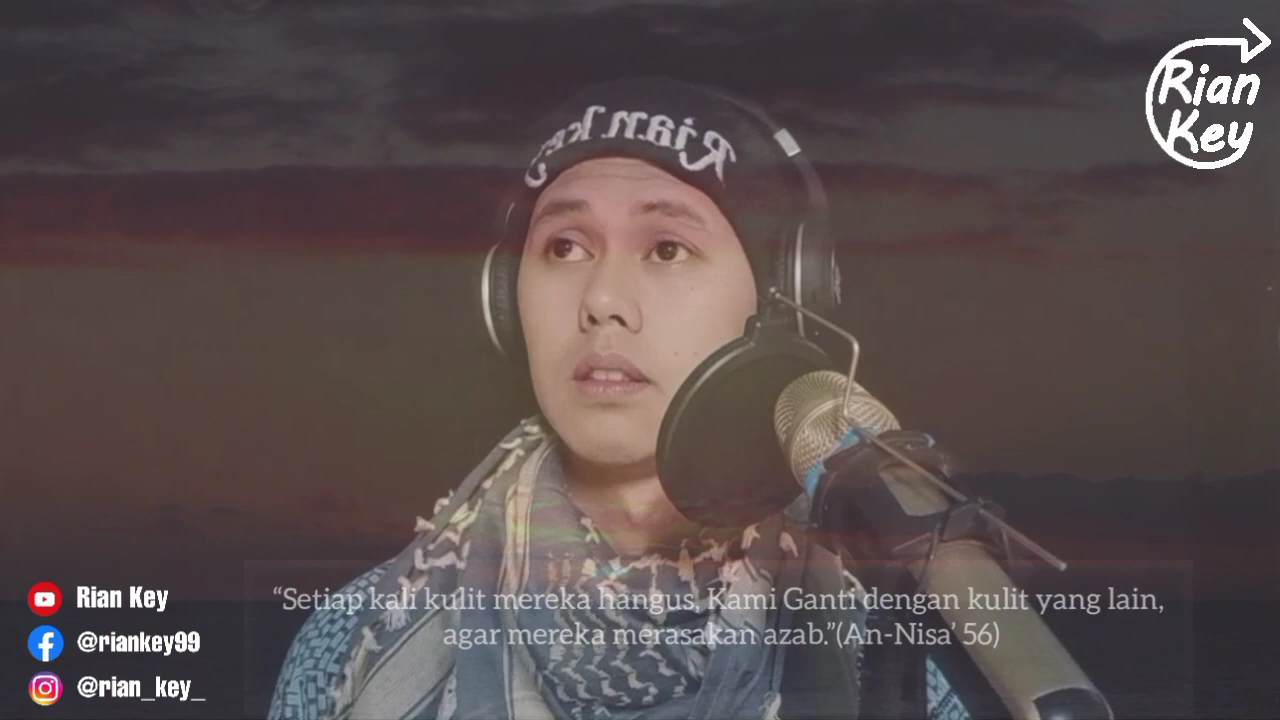 Rian
Key
Rian key
Rian Key
@riankey99
@rian_key_
“Setiap kali kulit mereka hangus, Kami Ganti dengan kulit yang lain,
agar mereka merasakan azab.”(An-Nisa’ 56)